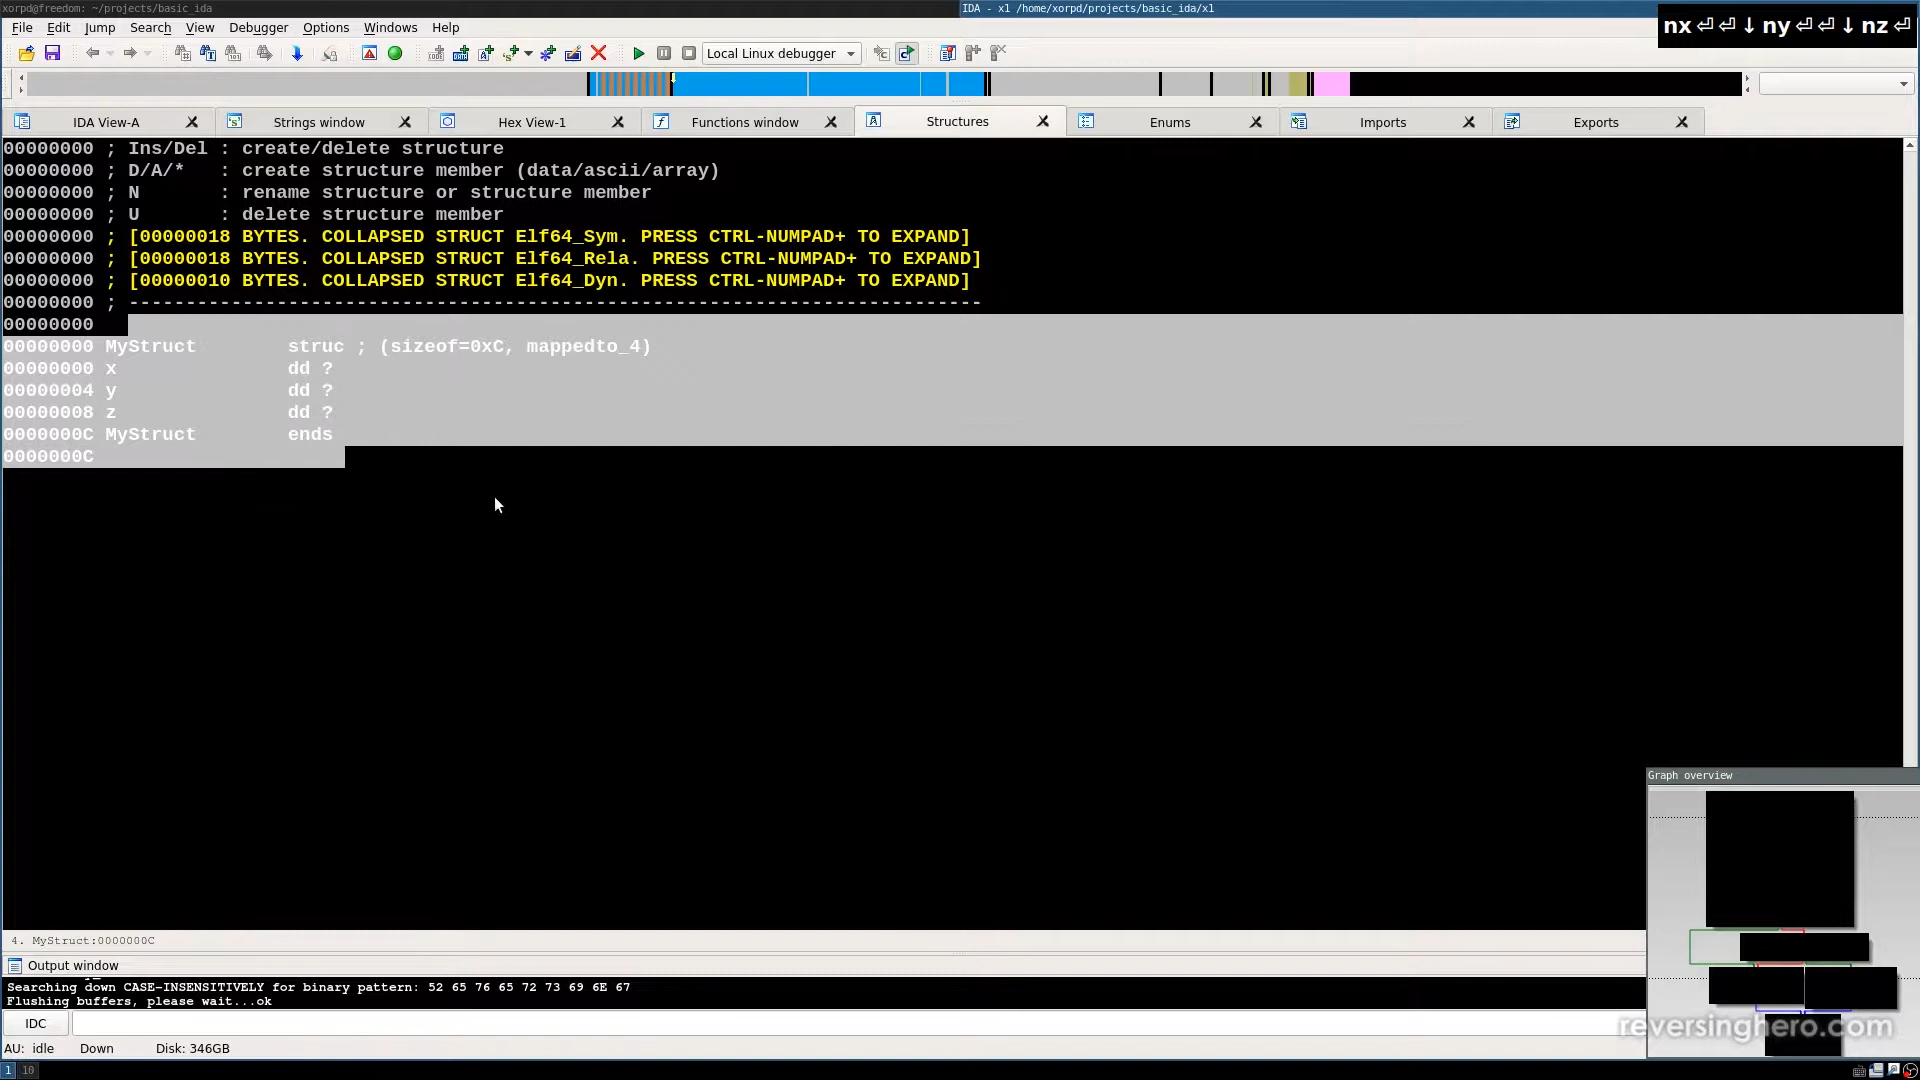 xorpd@freedom: ~/projects/basic_ida
IDA - x1 /home/xorpd/projects/basic_ida/x1
nx⏎⏎↓ny⏎⏎↓nz⏎
File Edit Jump Search View Debugger Options Windows Help
Local Linux debugger
IDA View-A Strings window Hex View-1 Functions window Structures Enums Imports Exports
00000000 ; Ins/Del : create/delete structure
00000000 ; D/A/*   : create structure member (data/ascii/array)
00000000 ; N       : rename structure or structure member
00000000 ; U       : delete structure member
00000000 ; [00000018 BYTES. COLLAPSED STRUCT Elf64_Sym. PRESS CTRL-NUMPAD+ TO EXPAND]
00000000 ; [00000018 BYTES. COLLAPSED STRUCT Elf64_Rela. PRESS CTRL-NUMPAD+ TO EXPAND]
00000000 ; [00000010 BYTES. COLLAPSED STRUCT Elf64_Dyn. PRESS CTRL-NUMPAD+ TO EXPAND]
00000000 ; ---------------------------------------------------------------------------
00000000
00000000 MyStruct        struc ; (sizeof=0xC, mappedto_4)
00000000 x               dd ?
00000004 y               dd ?
00000008 z               dd ?
0000000C MyStruct        ends
0000000C
Graph overview
4. MyStruct:0000000C
Output window
Searching down CASE-INSENSITIVELY for binary pattern: 52 65 76 65 72 73 69 6E 67
Flushing buffers, please wait...ok
IDC
reversinghero.com
AU: idle Down Disk: 346GB
1 10